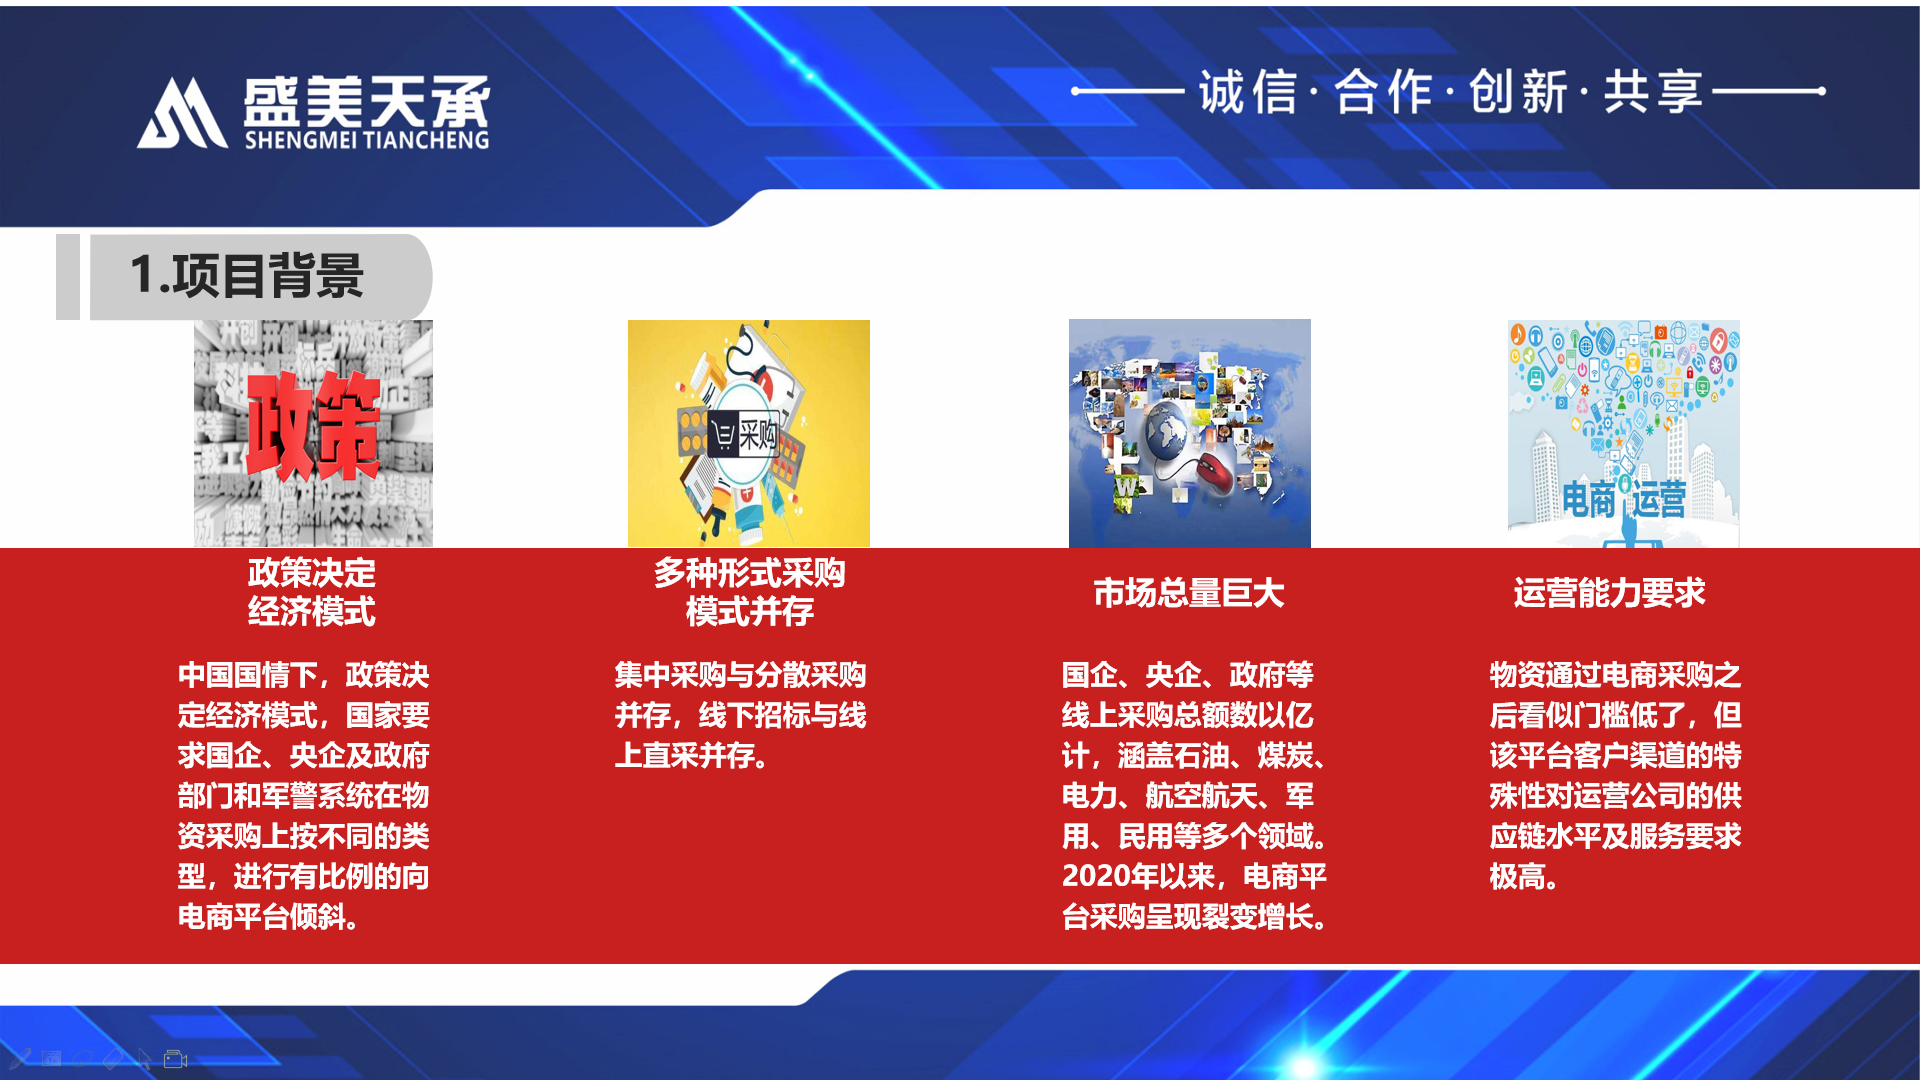 盛美天承
SHENGMEI TIANCHENG
诚信·合作·创新·共享
1.项目背景
政策
采购
电商 运营
政策决定
经济模式
中国国情下，政策决
定经济模式，国家要
求国企、央企及政府
部门和军警系统在物
资采购上按不同的类
型，进行有比例的向
电商平台倾斜。
多种形式采购
模式并存
集中采购与分散采购
并存，线下招标与线
上直采并存。
市场总量巨大
国企、央企、政府等
线上采购总额数以亿
计，涵盖石油、煤炭、
电力、航空航天、军
用、民用等多个领域。
2020年以来，电商平
台采购呈现裂变增长。
运营能力要求
物资通过电商采购之
后看似门槛低了，但
该平台客户渠道的特
殊性对运营公司的供
应链水平及服务要求
极高。